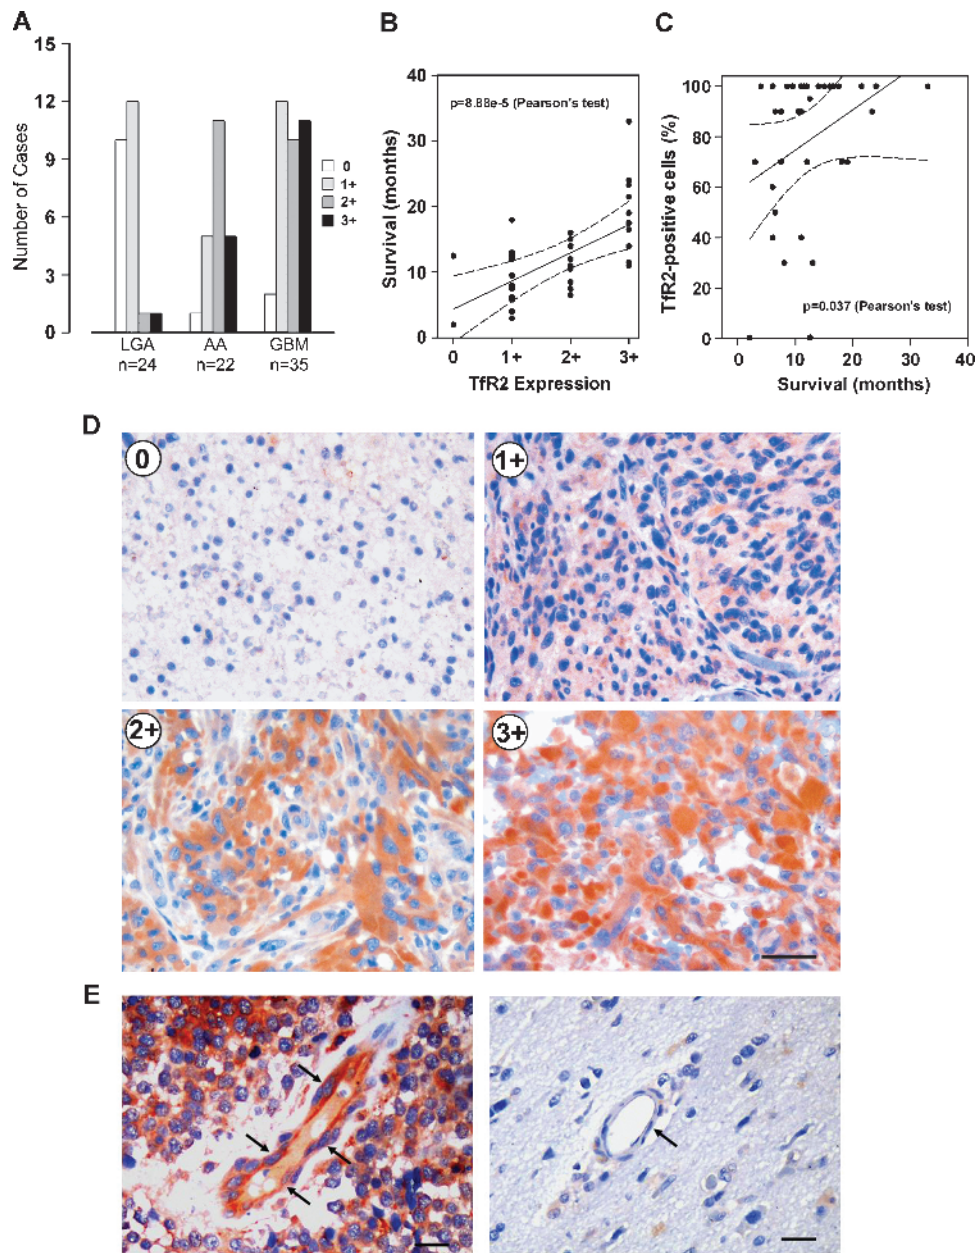 A
15
12
9
6
3
0
Number of Cases
0
1+
2+
3+
LGA AA GBM
n=24 n=22 n=35
B
40
30
20
10
0
Survival (months)
p=8.88e-5 (Pearson's test)
0 1+ 2+ 3+
TfR2 Expression
C
100
80
60
40
20
0
TfR2-positive cells (%)
p=0.037 (Pearson's test)
0 10 20 30 40
Survival (months)
D
0
1+
2+
3+
E